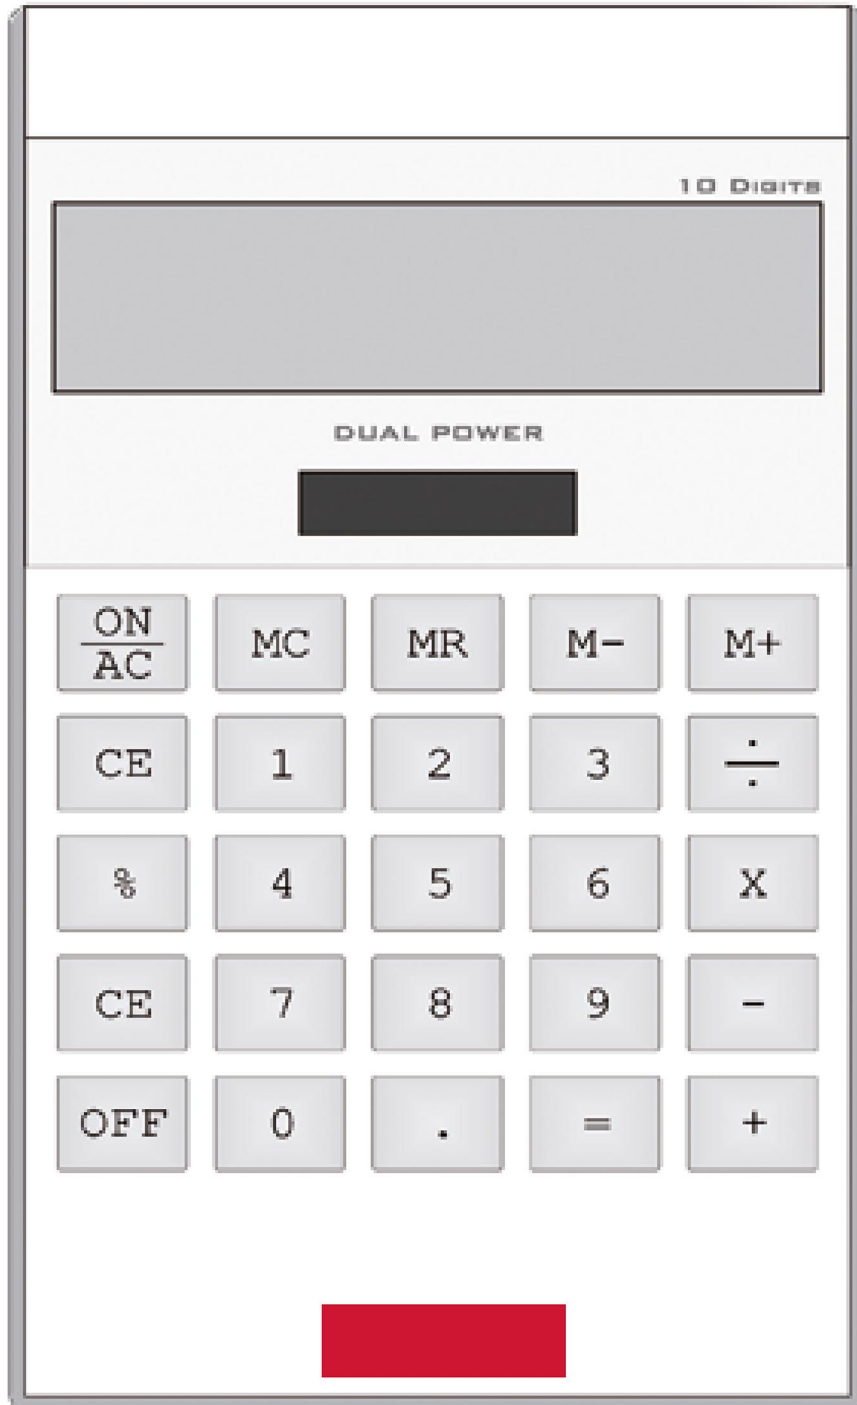 10 DIGITS
DUAL POWER
ON
AC MC MR M- M+
CE 1 2 3 ÷
% 4 5 6 X
CE 7 8 9 -
OFF 0 . = +